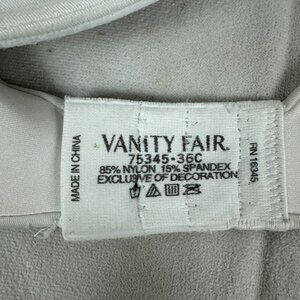 MADE IN CHINA
VANITY FAIR®
75345•36C
85% NYLON 15% SPANDEX
EXCLUSIVE OF DECORATION
RN 16345